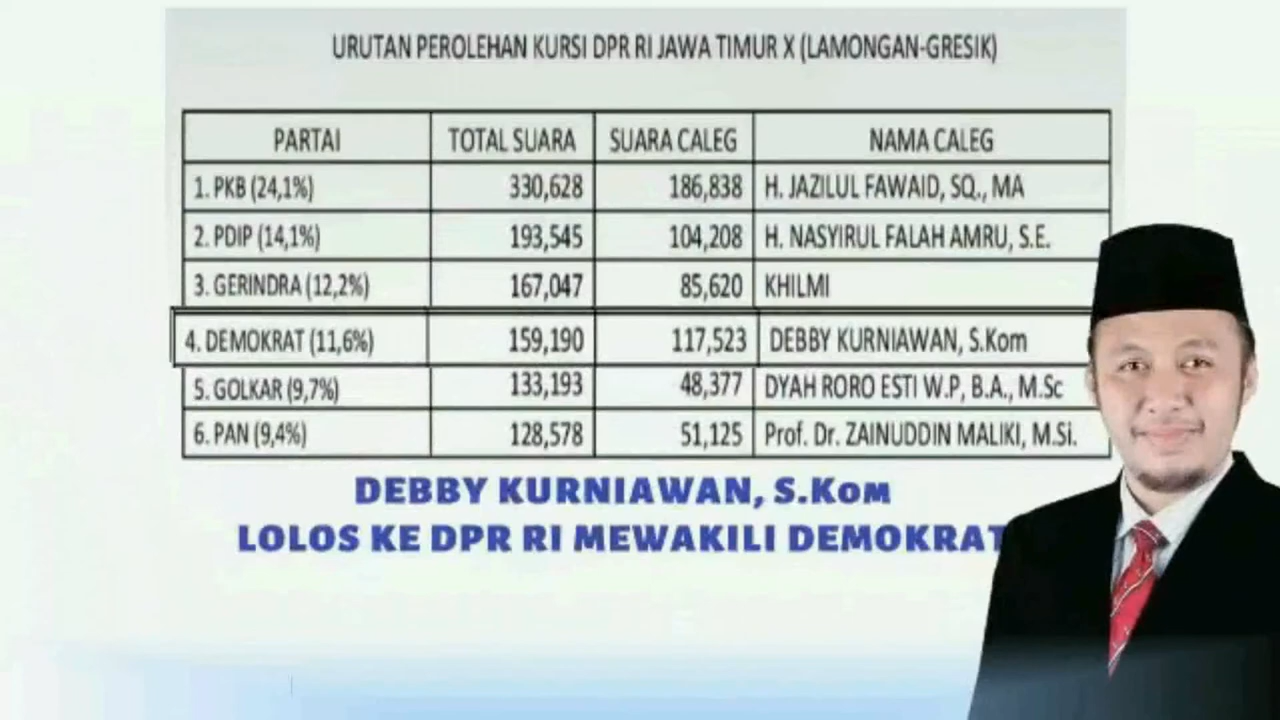 URUTAN PEROLEHAN KURSI DPR RI JAWA TIMUR X (LAMONGAN-GRESIK)
PARTAI TOTAL SUARA SUARA CALEG NAMA CALEG
1. PKB (24,1%) 330,628 186,838 H. JAZILUL FAWAID, SQ., MA
2. PDIP (14,1%) 193,545 104,208 H. NASYIRUL FALAH AMRU, S.E.
3. GERINDRA (12,2%) 167,047 85,620 KHILMI
4. DEMOKRAT (11,6%) 159,190 117,523 DEBBY KURNIAWAN, S.Kom
5. GOLKAR (9,7%) 133,193 48,377 DYAH RORO ESTI W.P, B.A., M.Sc
6. PAN (9,4%) 128,578 51,125 Prof. Dr. ZAINUDDIN MALIKI, M.Si.
DEBBY KURNIAWAN, S.Kom
LOLOS KE DPR RI MEWAKILI DEMOKRAT